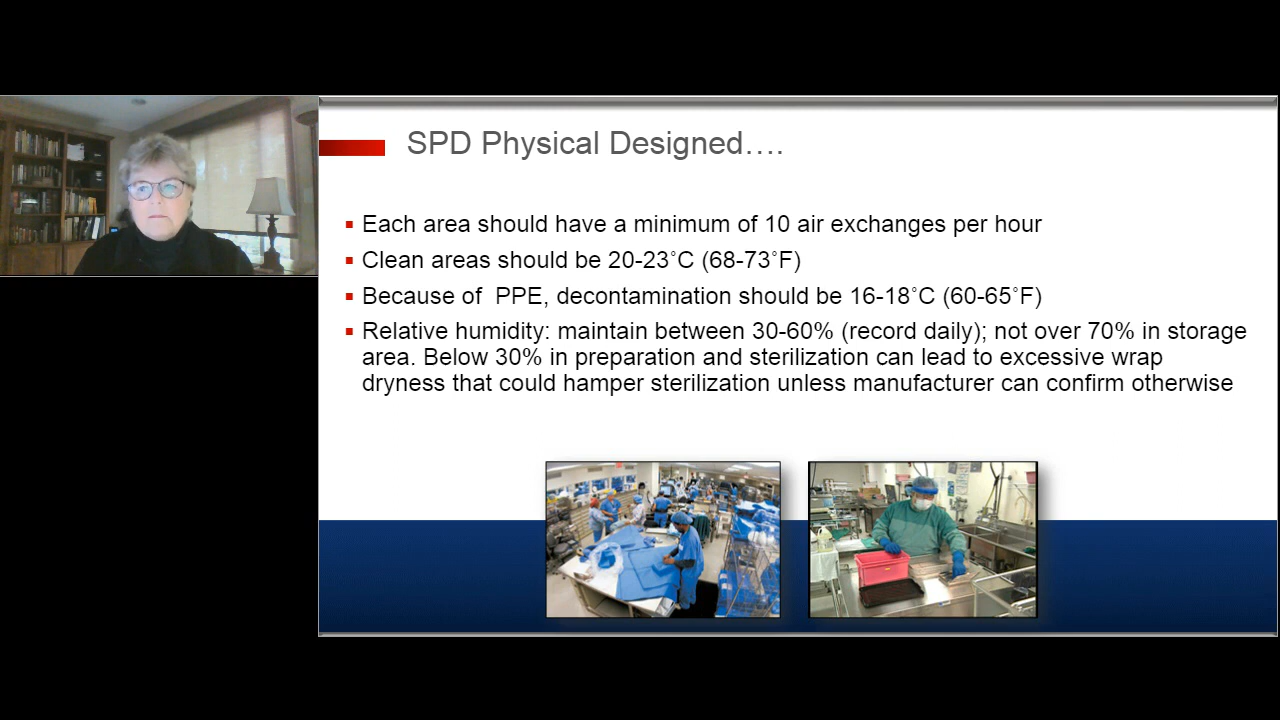 SPD Physical Designed….
Each area should have a minimum of 10 air exchanges per hour
Clean areas should be 20-23˚C (68-73˚F)
Because of  PPE, decontamination should be 16-18˚C (60-65˚F)
Relative humidity: maintain between 30-60% (record daily); not over 70% in storage
area. Below 30% in preparation and sterilization can lead to excessive wrap
dryness that could hamper sterilization unless manufacturer can confirm otherwise